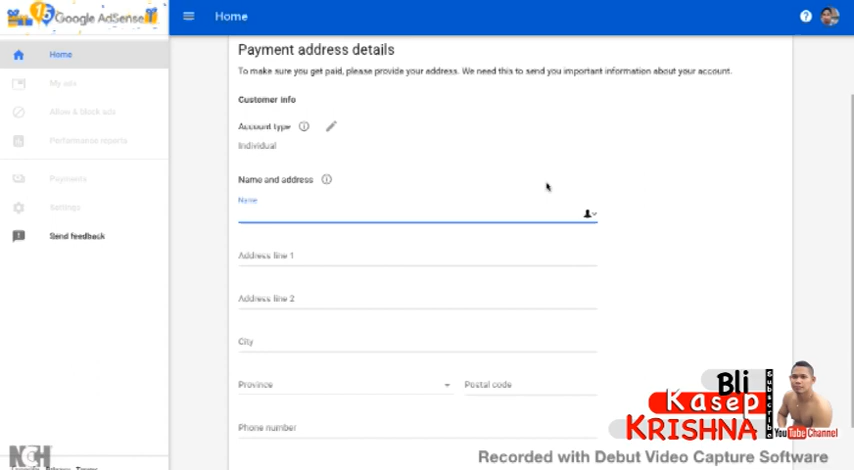 15 Google AdSense
Home
Home
My ads
Allow & block ads
Performance reports
Payments
Settings
Send feedback
Payment address details
To make sure you get paid, please provide your address. We need this to send you important information about your account.
Customer info
Account type
Individual
Name and address
Name
Address line 1
Address line 2
City
Province
Postal code
Phone number
Bli
Kasep
KRISHNA
Subscribe
YouTube Channel
NCH
Recorded with Debut Video Capture Software